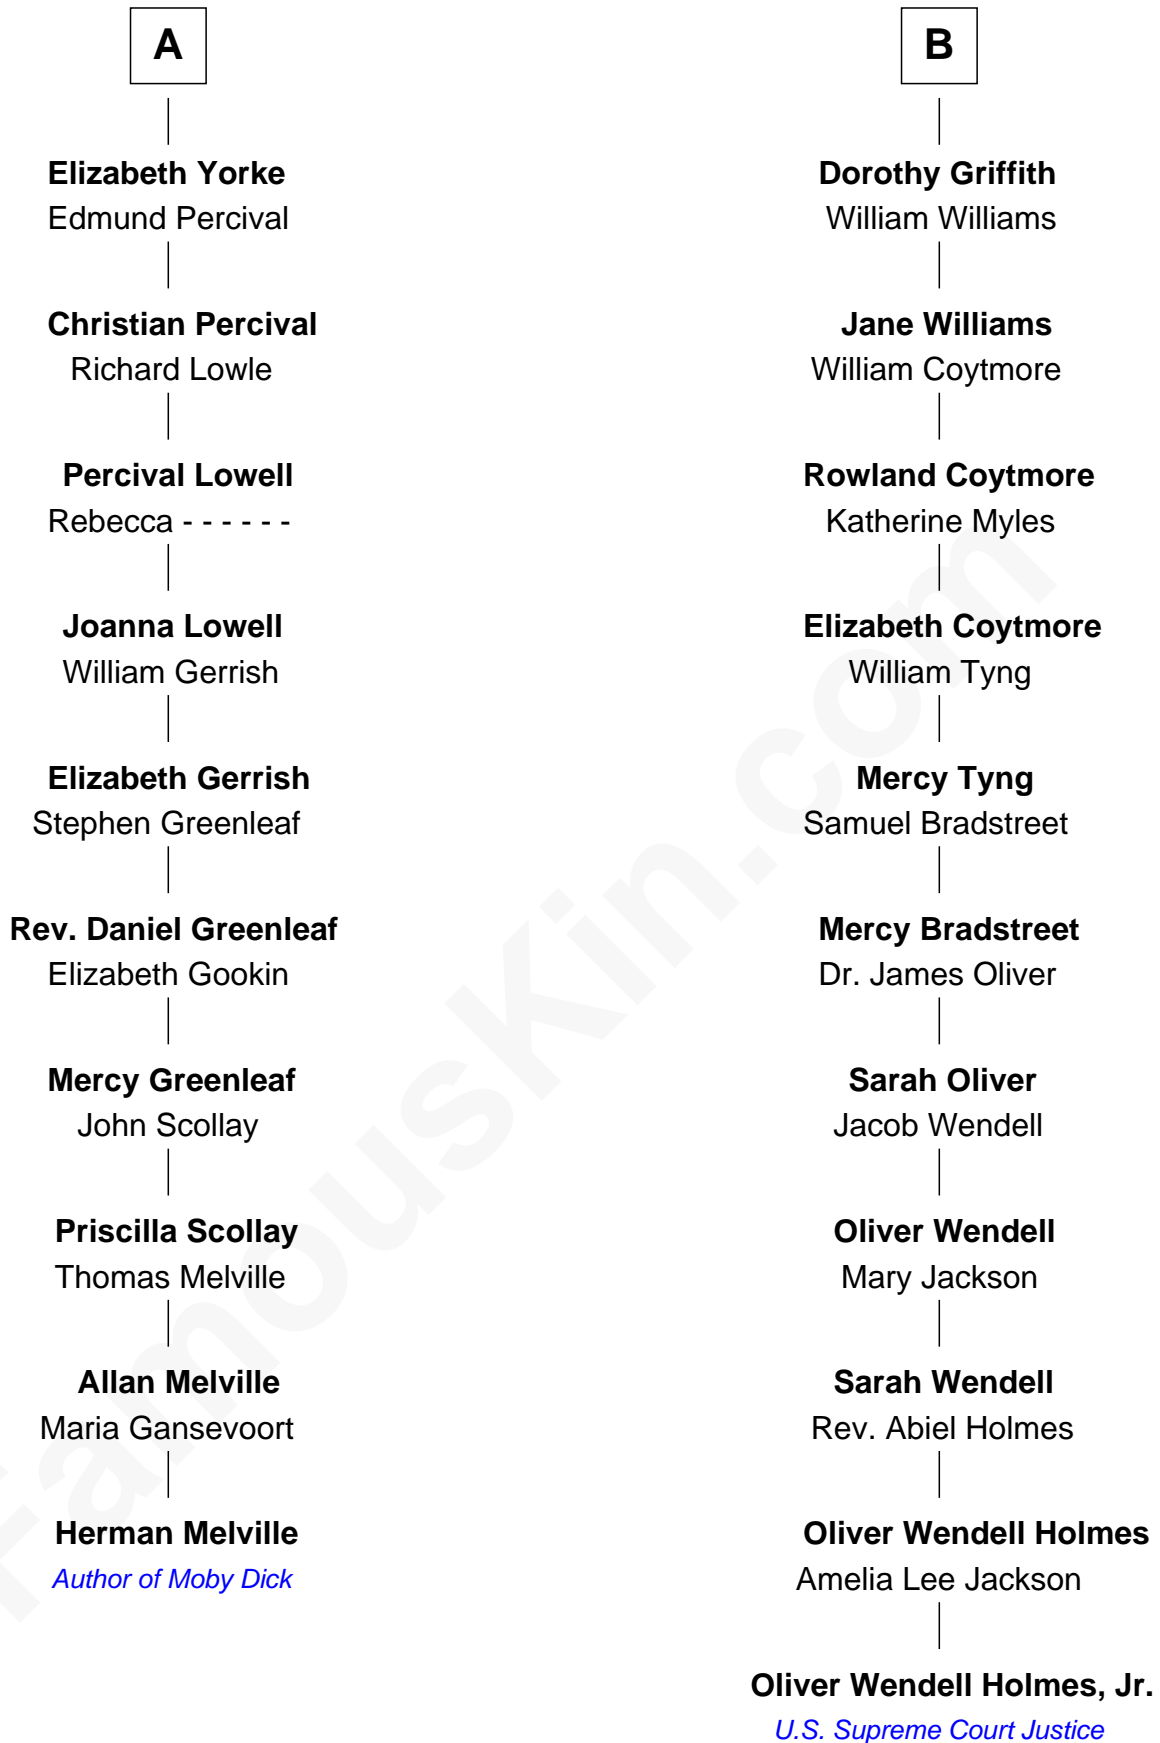 A
Elizabeth Yorke
Edmund Percival
Christian Percival
Richard Lowle
Percival Lowell
Rebecca - - - - - -
Joanna Lowell
William Gerrish
Elizabeth Gerrish
Stephen Greenleaf
Rev. Daniel Greenleaf
Elizabeth Gookin
Mercy Greenleaf
John Scollay
Priscilla Scollay
Thomas Melville
Allan Melville
Maria Gansevoort
Herman Melville
Author of Moby Dick
B
Dorothy Griffith
William Williams
Jane Williams
William Coytmore
Rowland Coytmore
Katherine Myles
Elizabeth Coytmore
William Tyng
Mercy Tyng
Samuel Bradstreet
Mercy Bradstreet
Dr. James Oliver
Sarah Oliver
Jacob Wendell
Oliver Wendell
Mary Jackson
Sarah Wendell
Rev. Abiel Holmes
Oliver Wendell Holmes
Amelia Lee Jackson
Oliver Wendell Holmes, Jr.
U.S. Supreme Court Justice
FamousKin.com